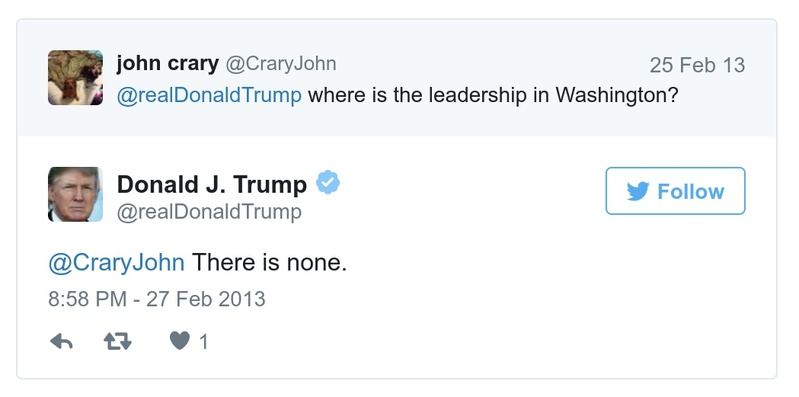 john crary @CraryJohn 25 Feb 13
@realDonaldTrump where is the leadership in Washington?
Donald J. Trump
@realDonaldTrump
Follow
@CraryJohn There is none.
8:58 PM - 27 Feb 2013
1